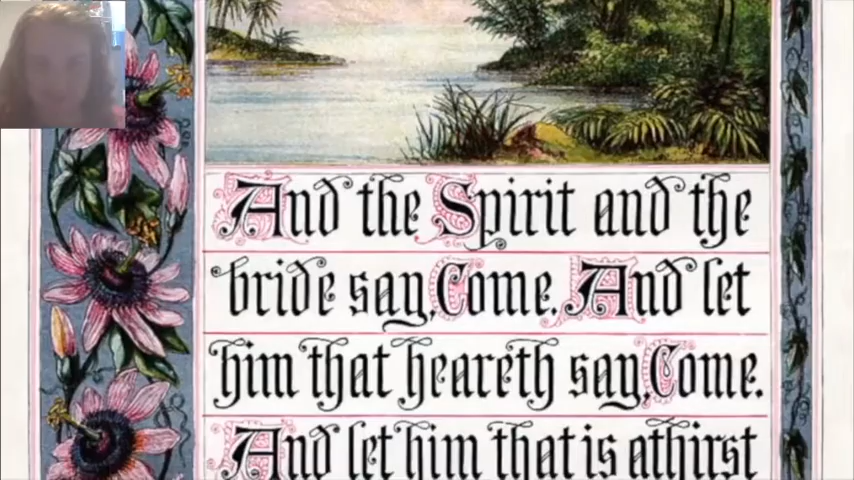 And the Spirit and the
bride say, Come. And let
him that heareth say, Come.
And let him that is athirst